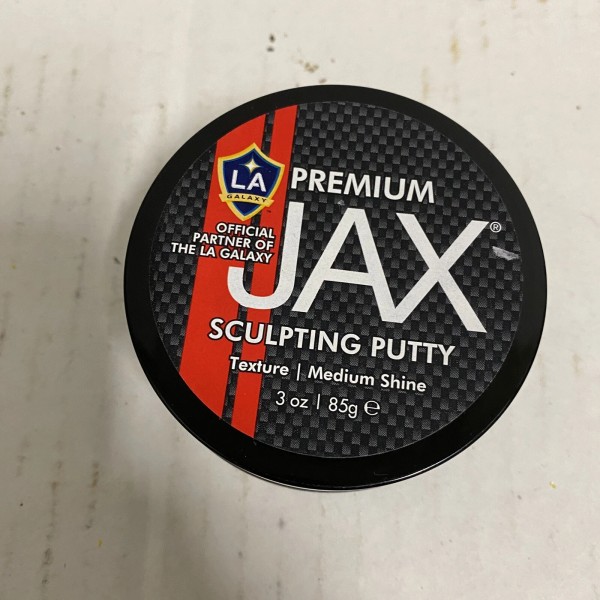 LA
GALAXY
OFFICIAL
PARTNER OF
THE LA GALAXY
PREMIUM
JAX®
SCULPTING PUTTY
Texture | Medium Shine
3 oz | 85g ℮